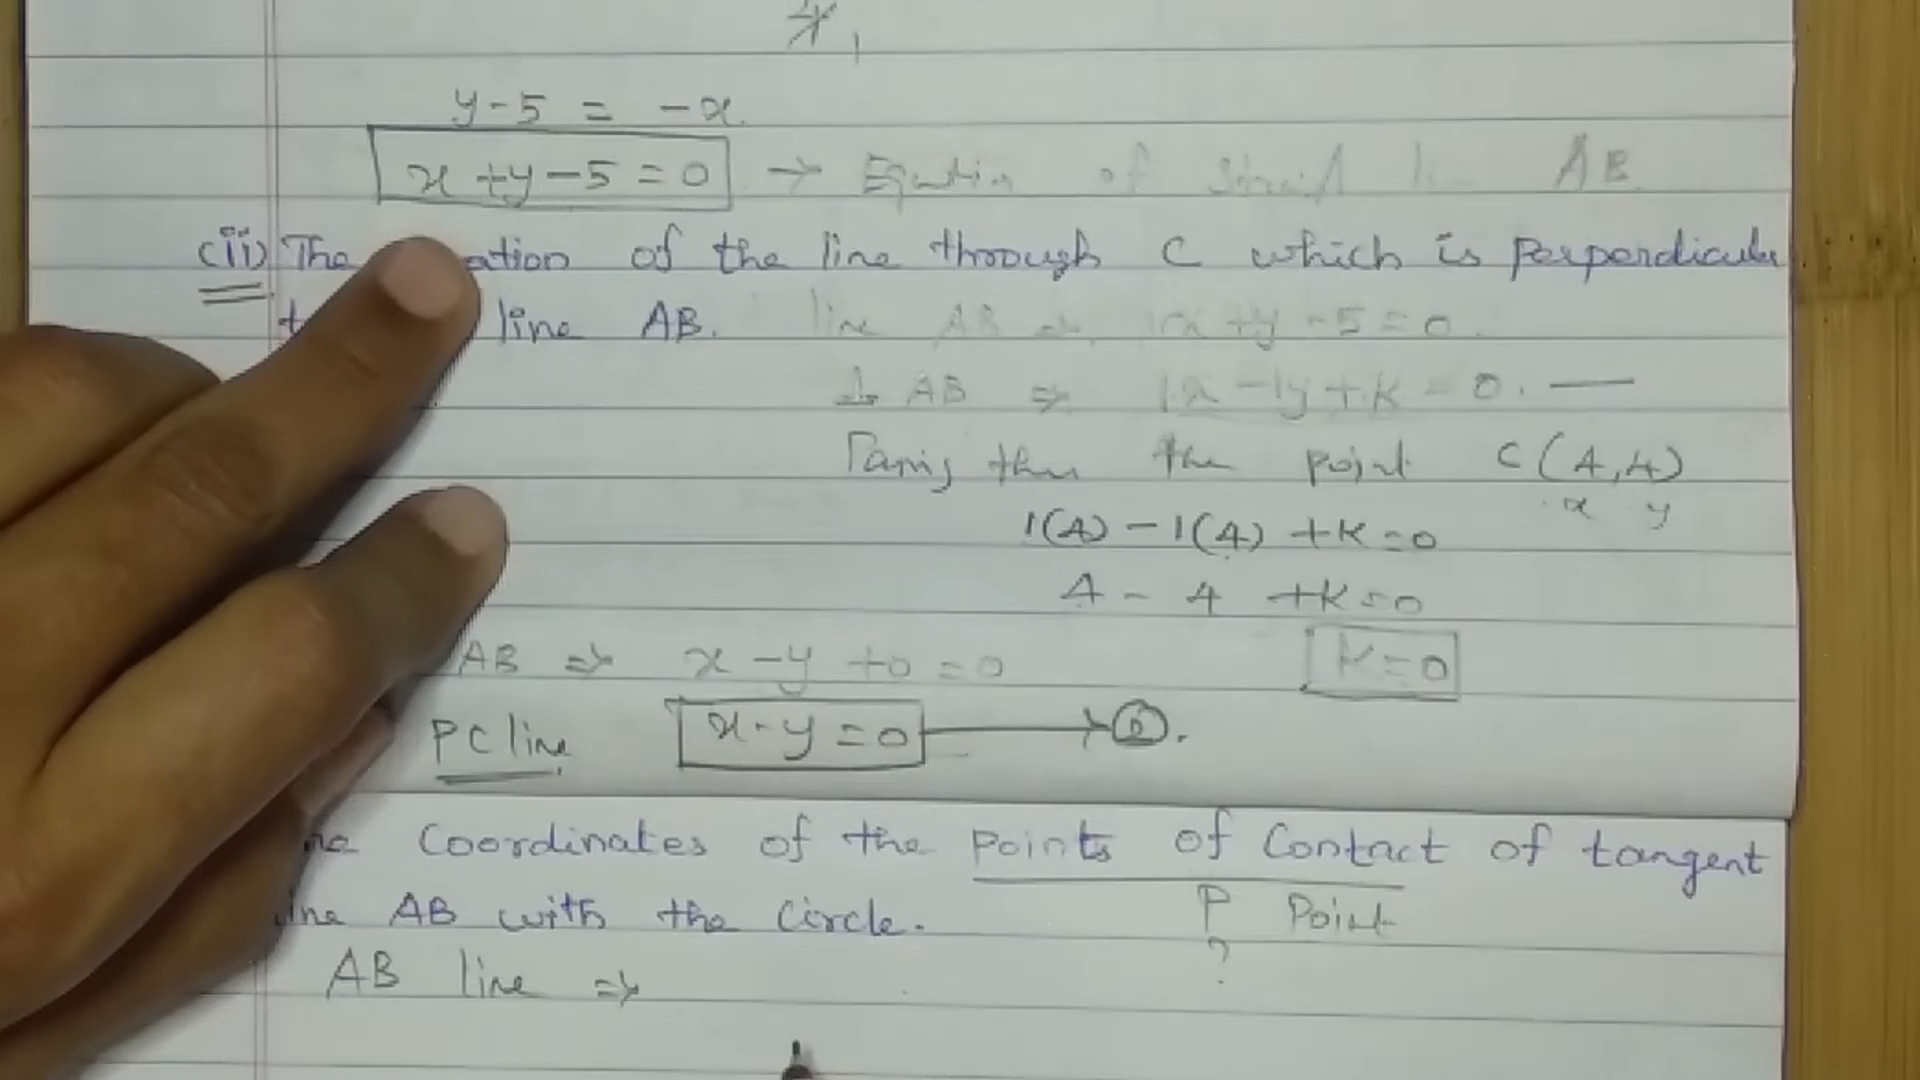 y-5 = -x.
x+y-5=0 → Equation of straight line AB
(ii) The ation of the line through C which is perpendicular
t line AB. line AB ⇒ 1x+y-5=0.
⊥ AB ⇒ 1x-1y+k=0. —
Passing thru the point C(4,4)
x y
1(4)-1(4)+k=0
4-4+k=0
AB ⇒ x-y+0=0 k=0
PC line x-y=0 → ②.
Coordinates of the Points of Contact of tangent
line AB with the Circle. P Point
?
AB line ⇒